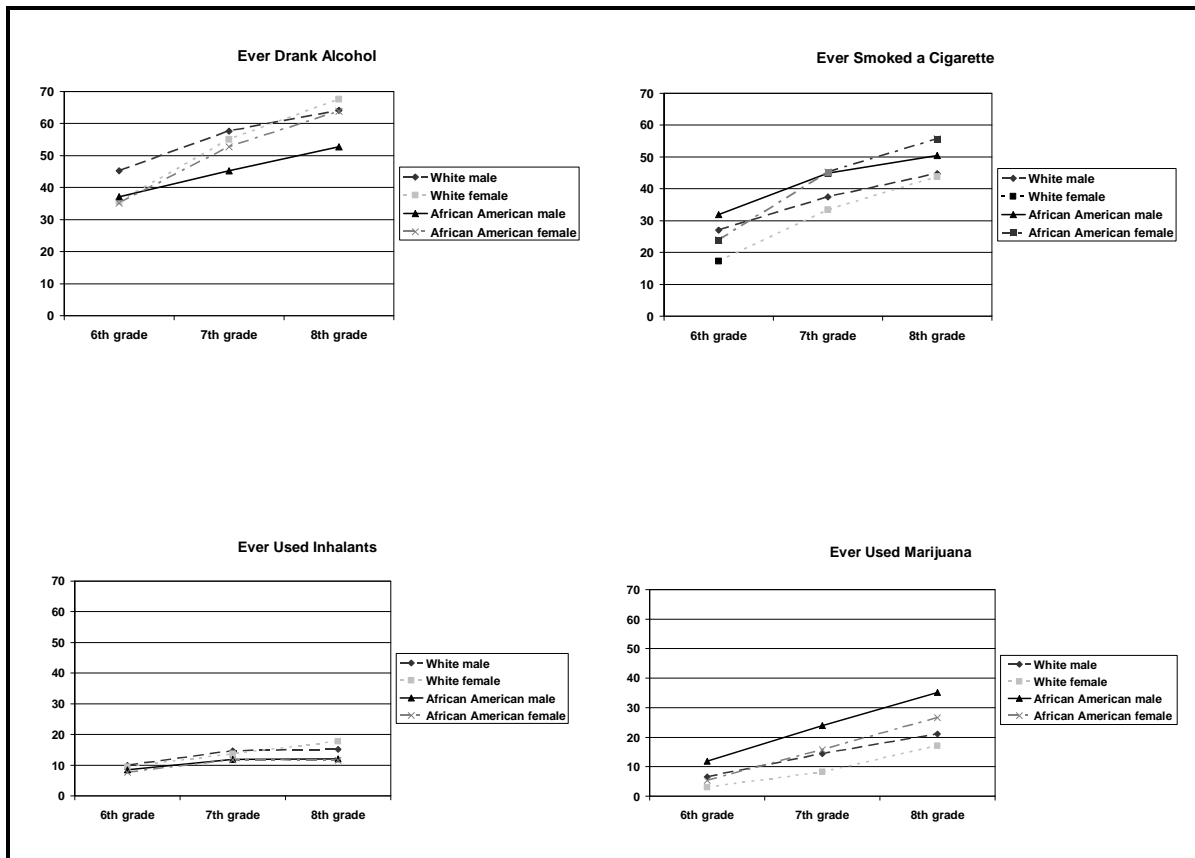 Ever Drank Alcohol
70
60
50
40
30
20
10
0
6th grade 7th grade 8th grade
White male
White female
African American male
African American female
Ever Smoked a Cigarette
70
60
50
40
30
20
10
0
6th grade 7th grade 8th grade
White male
White female
African American male
African American female
Ever Used Inhalants
70
60
50
40
30
20
10
0
6th grade 7th grade 8th grade
White male
White female
African American male
African American female
Ever Used Marijuana
70
60
50
40
30
20
10
0
6th grade 7th grade 8th grade
White male
White female
African American male
African American female